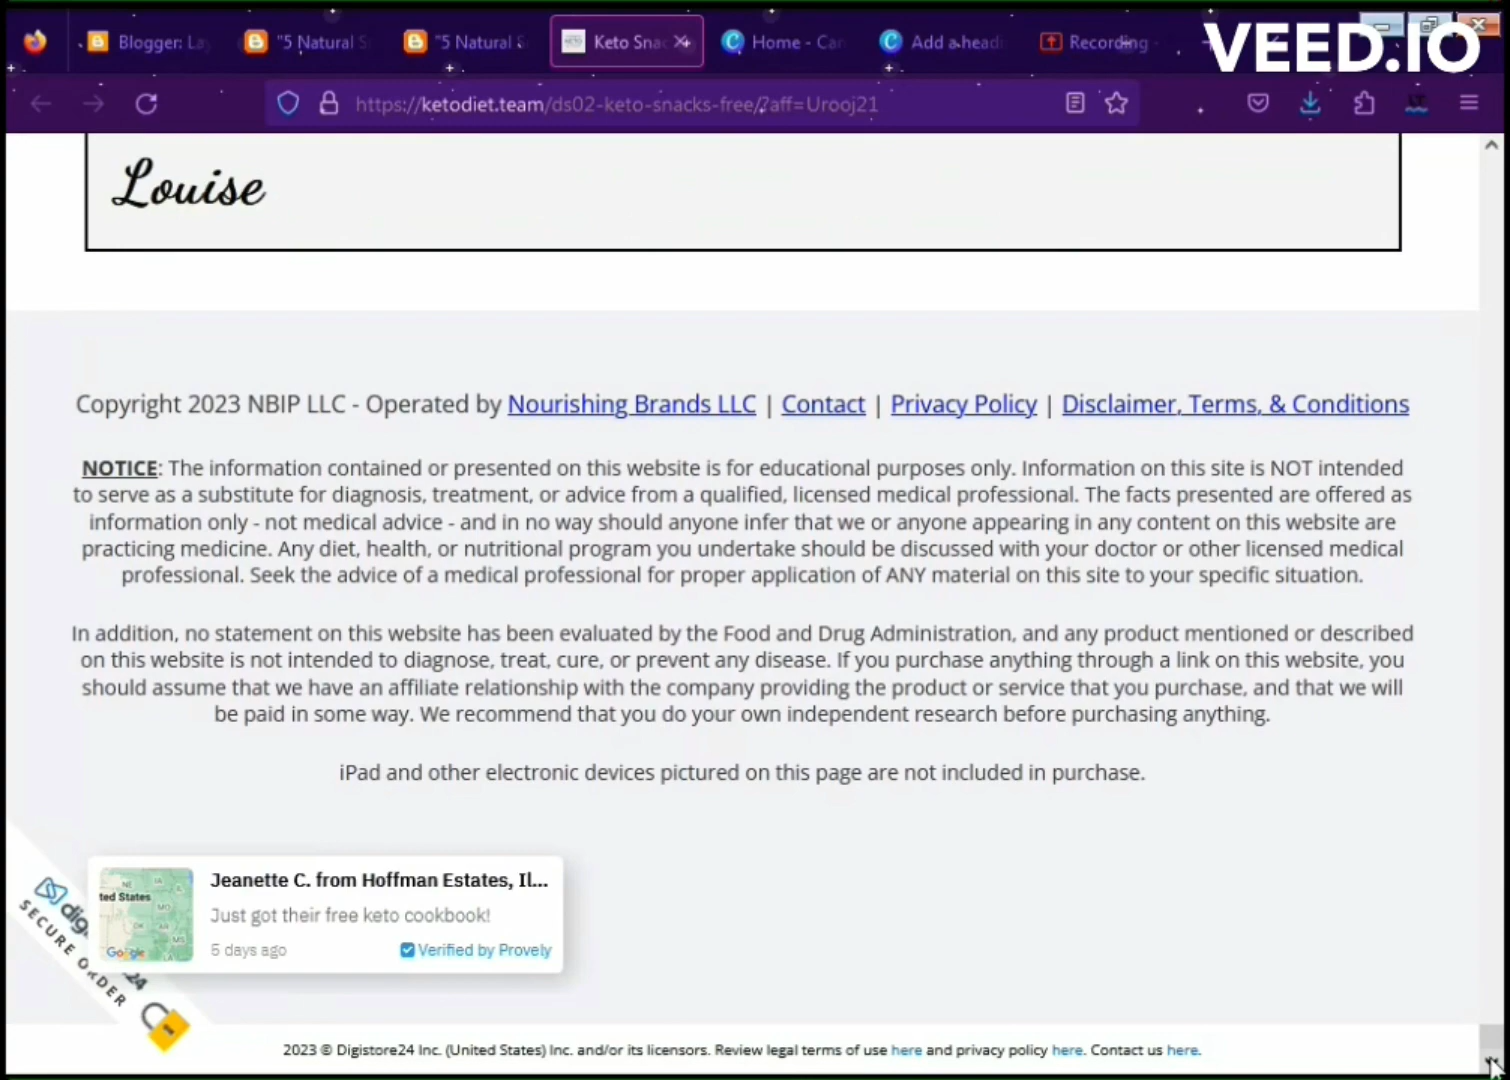 Blogger: La
"5 Natural S
"5 Natural S
Keto Snac
Home - Can
Add a head
Recording
VEED.IO
https://ketodiet.team/ds02-keto-snacks-free/?aff=Urooj21
Louise
Copyright 2023 NBIP LLC - Operated by Nourishing Brands LLC | Contact | Privacy Policy | Disclaimer, Terms, & Conditions
NOTICE: The information contained or presented on this website is for educational purposes only. Information on this site is NOT intended
to serve as a substitute for diagnosis, treatment, or advice from a qualified, licensed medical professional. The facts presented are offered as
information only - not medical advice - and in no way should anyone infer that we or anyone appearing in any content on this website are
practicing medicine. Any diet, health, or nutritional program you undertake should be discussed with your doctor or other licensed medical
professional. Seek the advice of a medical professional for proper application of ANY material on this site to your specific situation.
In addition, no statement on this website has been evaluated by the Food and Drug Administration, and any product mentioned or described
on this website is not intended to diagnose, treat, cure, or prevent any disease. If you purchase anything through a link on this website, you
should assume that we have an affiliate relationship with the company providing the product or service that you purchase, and that we will
be paid in some way. We recommend that you do your own independent research before purchasing anything.
iPad and other electronic devices pictured on this page are not included in purchase.
Jeanette C. from Hoffman Estates, Il...
Just got their free keto cookbook!
5 days ago
Verified by Provely
ted States
NE
IA
MO
OK
AR
MS
Google
dig
24
SECURE ORDER
2023 © Digistore24 Inc. (United States) Inc. and/or its licensors. Review legal terms of use here and privacy policy here. Contact us here.